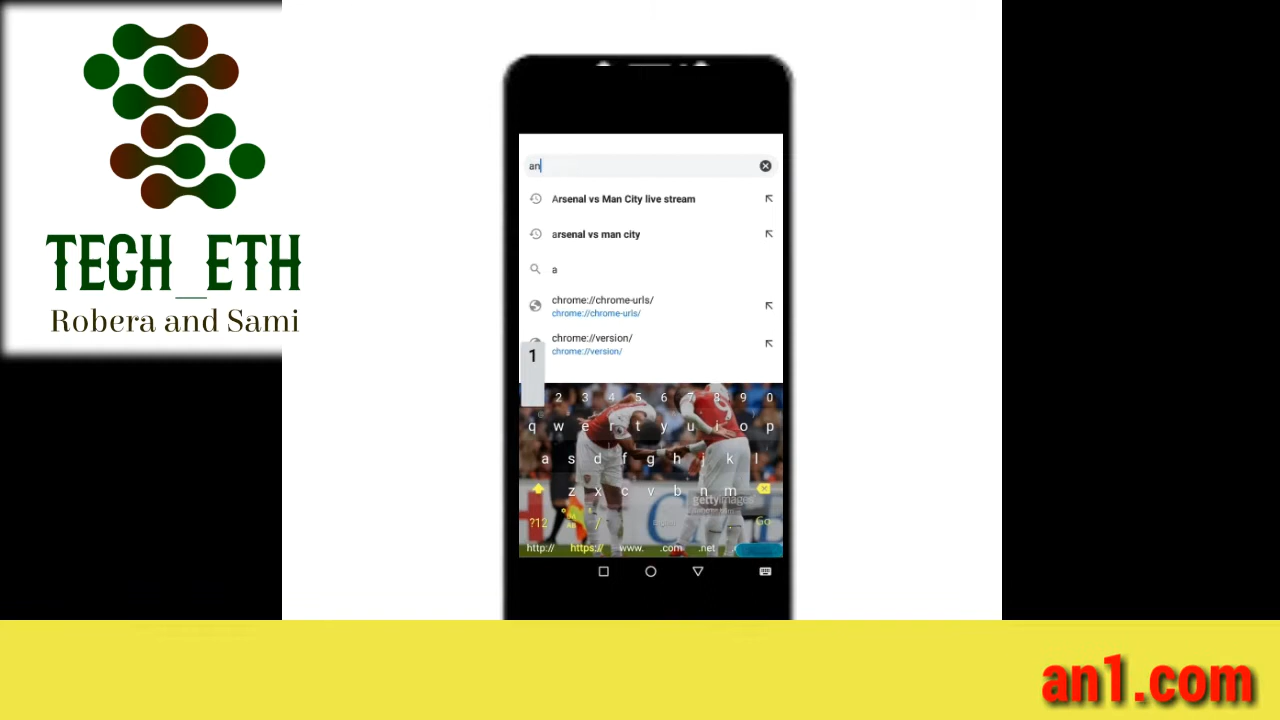 TECH_ETH
Robera and Sami
an
Arsenal vs Man City live stream
arsenal vs man city
a
chrome://chrome-urls/
chrome://chrome-urls/
chrome://version/
chrome://version/
1
2 3 4 5 6 7 8 9 0
q w e r t y u i o p
a s d f g h j k l
z x c v b n m
gettyimages
?12 / Go
http:// https:// www. .com .net
an1.com